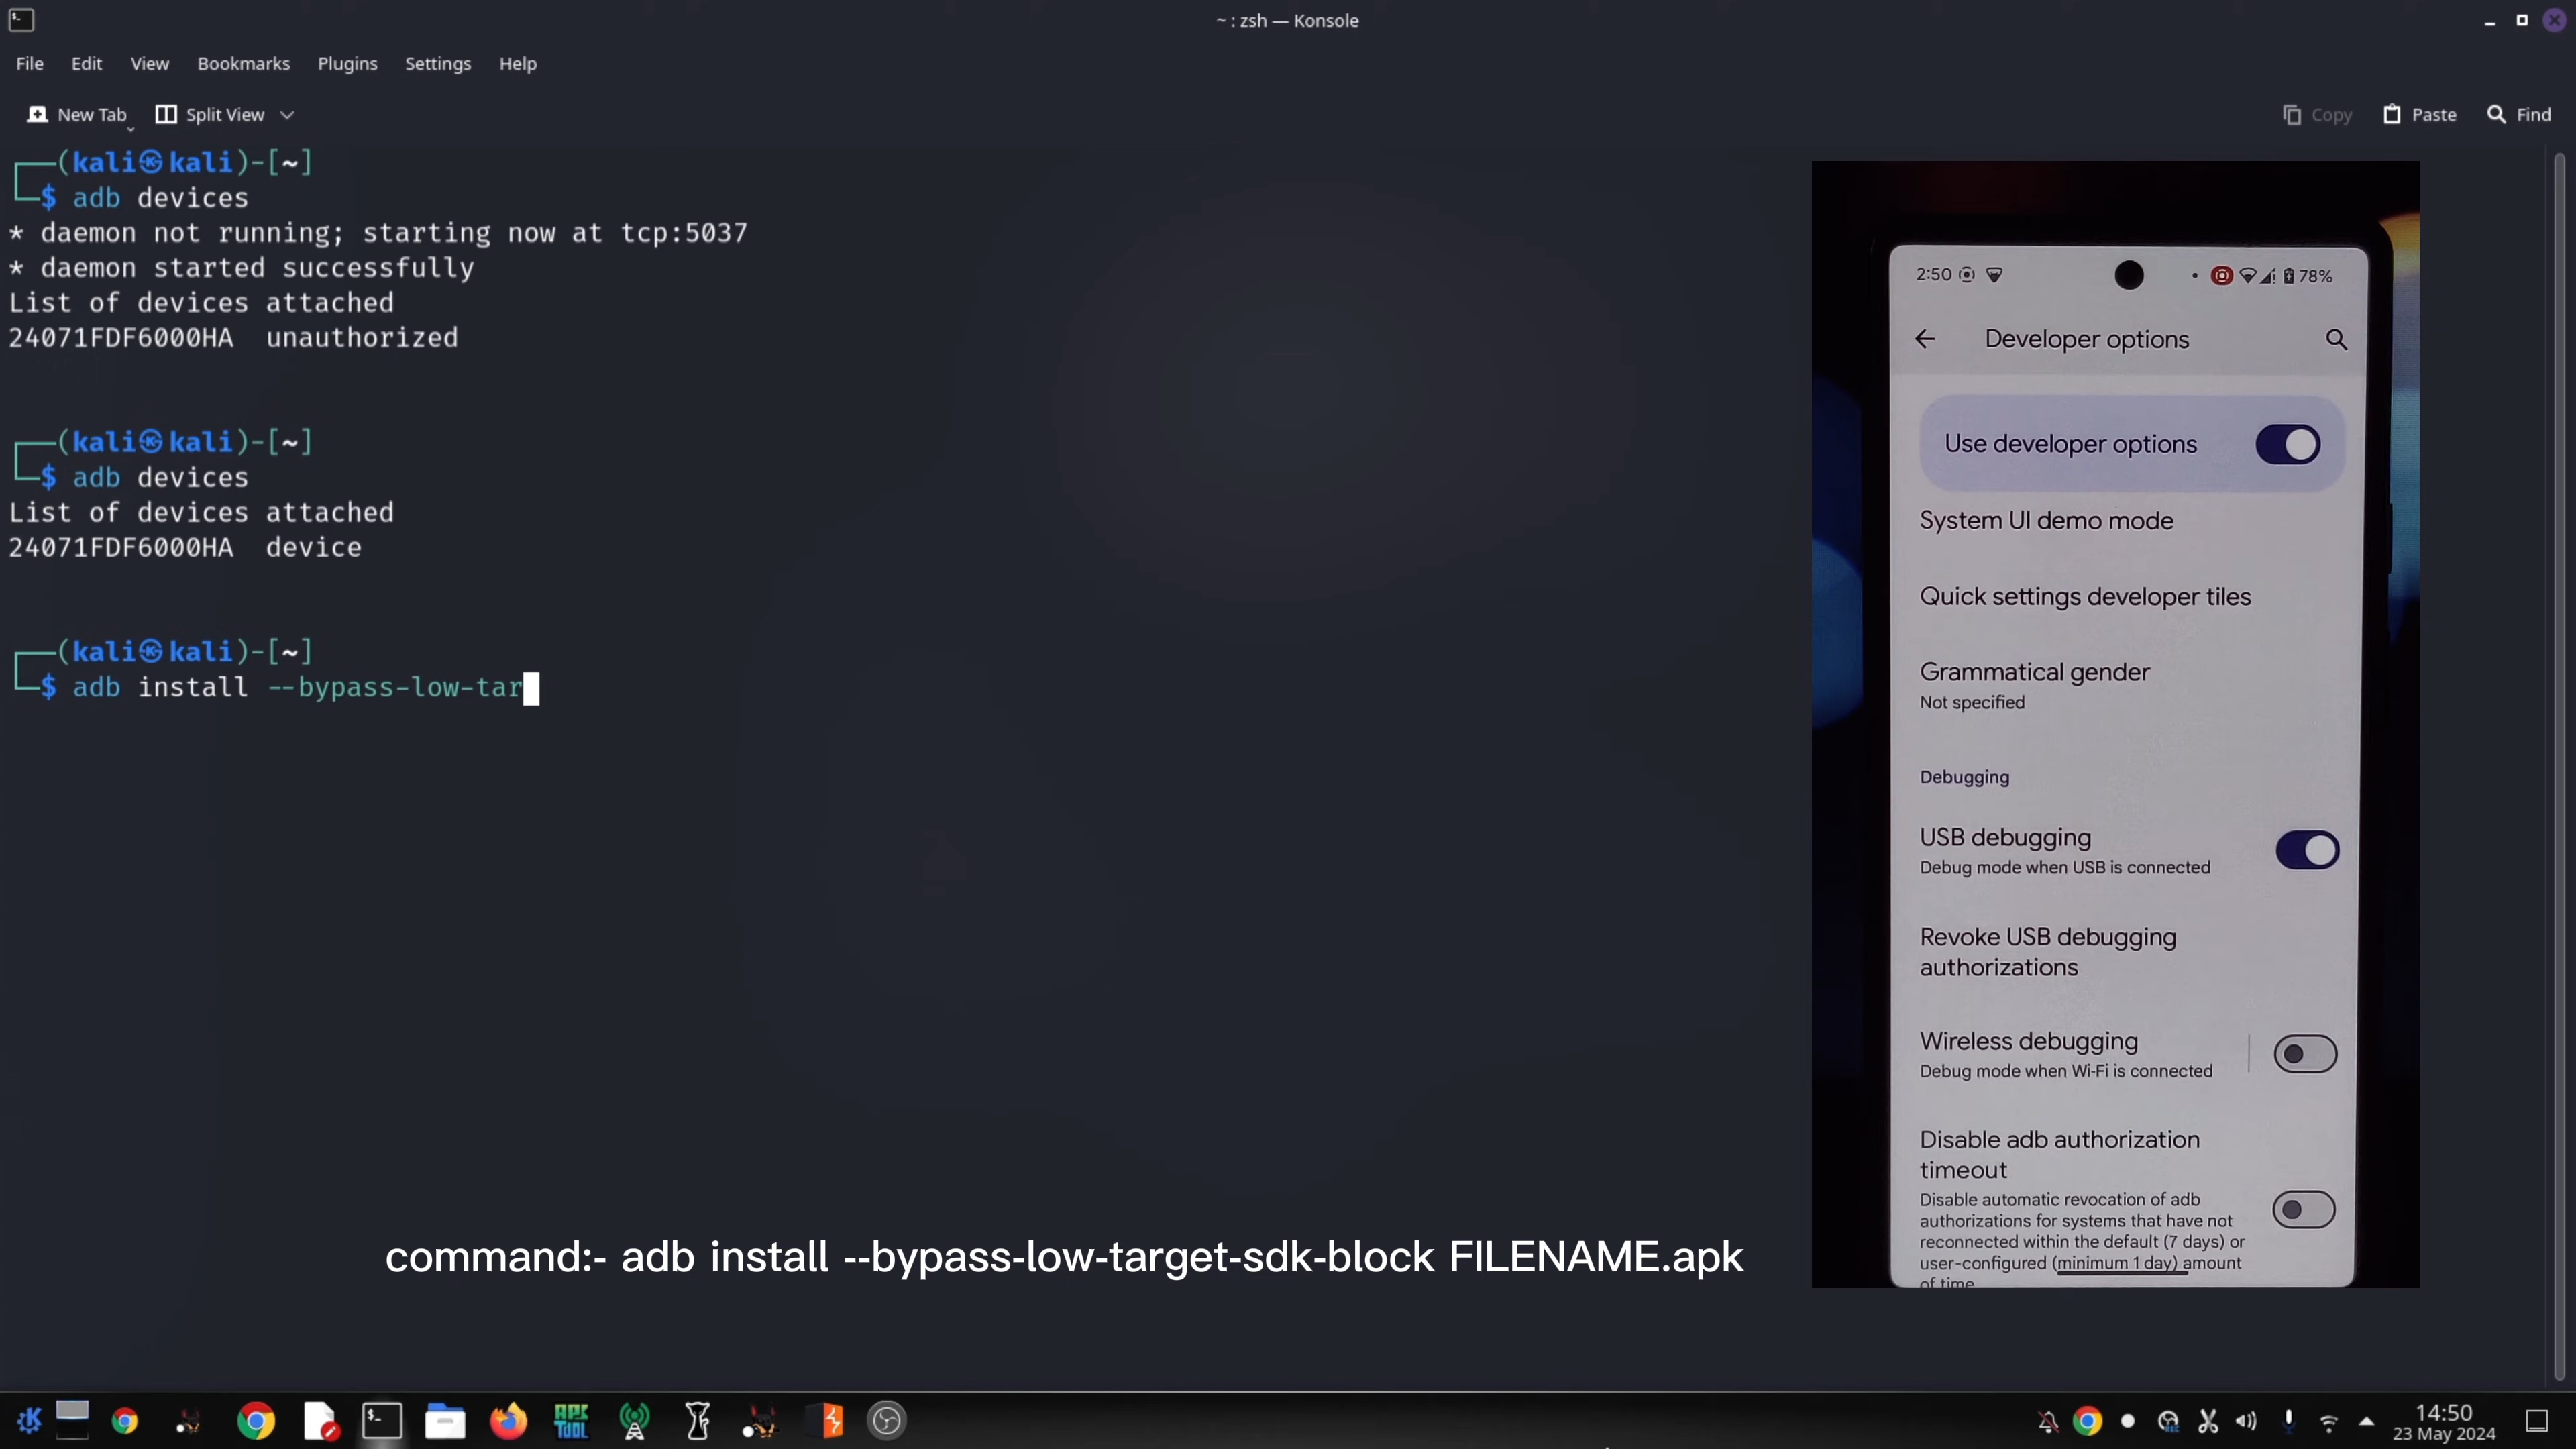 ~ : zsh — Konsole
File Edit View Bookmarks Plugins Settings Help
New Tab Split View Copy Paste Find
(kali㉿kali)-[~]
$ adb devices
* daemon not running; starting now at tcp:5037
* daemon started successfully
List of devices attached
24071FDF6000HA unauthorized
(kali㉿kali)-[~]
$ adb devices
List of devices attached
24071FDF6000HA device
(kali㉿kali)-[~]
$ adb install --bypass-low-tar
2:50 78%
Developer options
Use developer options
System UI demo mode
Quick settings developer tiles
Grammatical gender
Not specified
Debugging
USB debugging
Debug mode when USB is connected
Revoke USB debugging
authorizations
Wireless debugging
Debug mode when Wi-Fi is connected
Disable adb authorization
timeout
Disable automatic revocation of adb
authorizations for systems that have not
reconnected within the default (7 days) or
user-configured (minimum 1 day) amount
of time
command:- adb install --bypass-low-target-sdk-block FILENAME.apk
APK
TOOL
14:50
23 May 2024